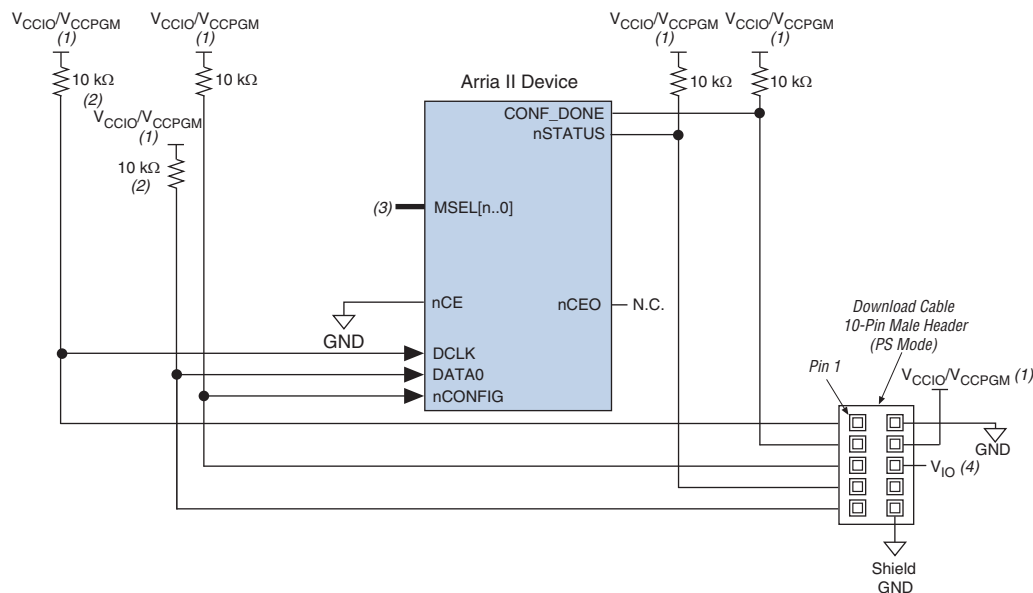 VCCIO/VCCPGM
(1)
10 kΩ
(2)
VCCIO/VCCPGM
(1)
10 kΩ
VCCIO/VCCPGM
(1)
10 kΩ
(2)
VCCIO/VCCPGM
(1)
10 kΩ
VCCIO/VCCPGM
(1)
10 kΩ
Arria II Device
CONF_DONE
nSTATUS
(3)
MSEL[n..0]
nCE
GND
nCEO
N.C.
DCLK
DATA0
nCONFIG
Download Cable
10-Pin Male Header
(PS Mode)
Pin 1
VCCIO/VCCPGM (1)
GND
VIO (4)
Shield
GND